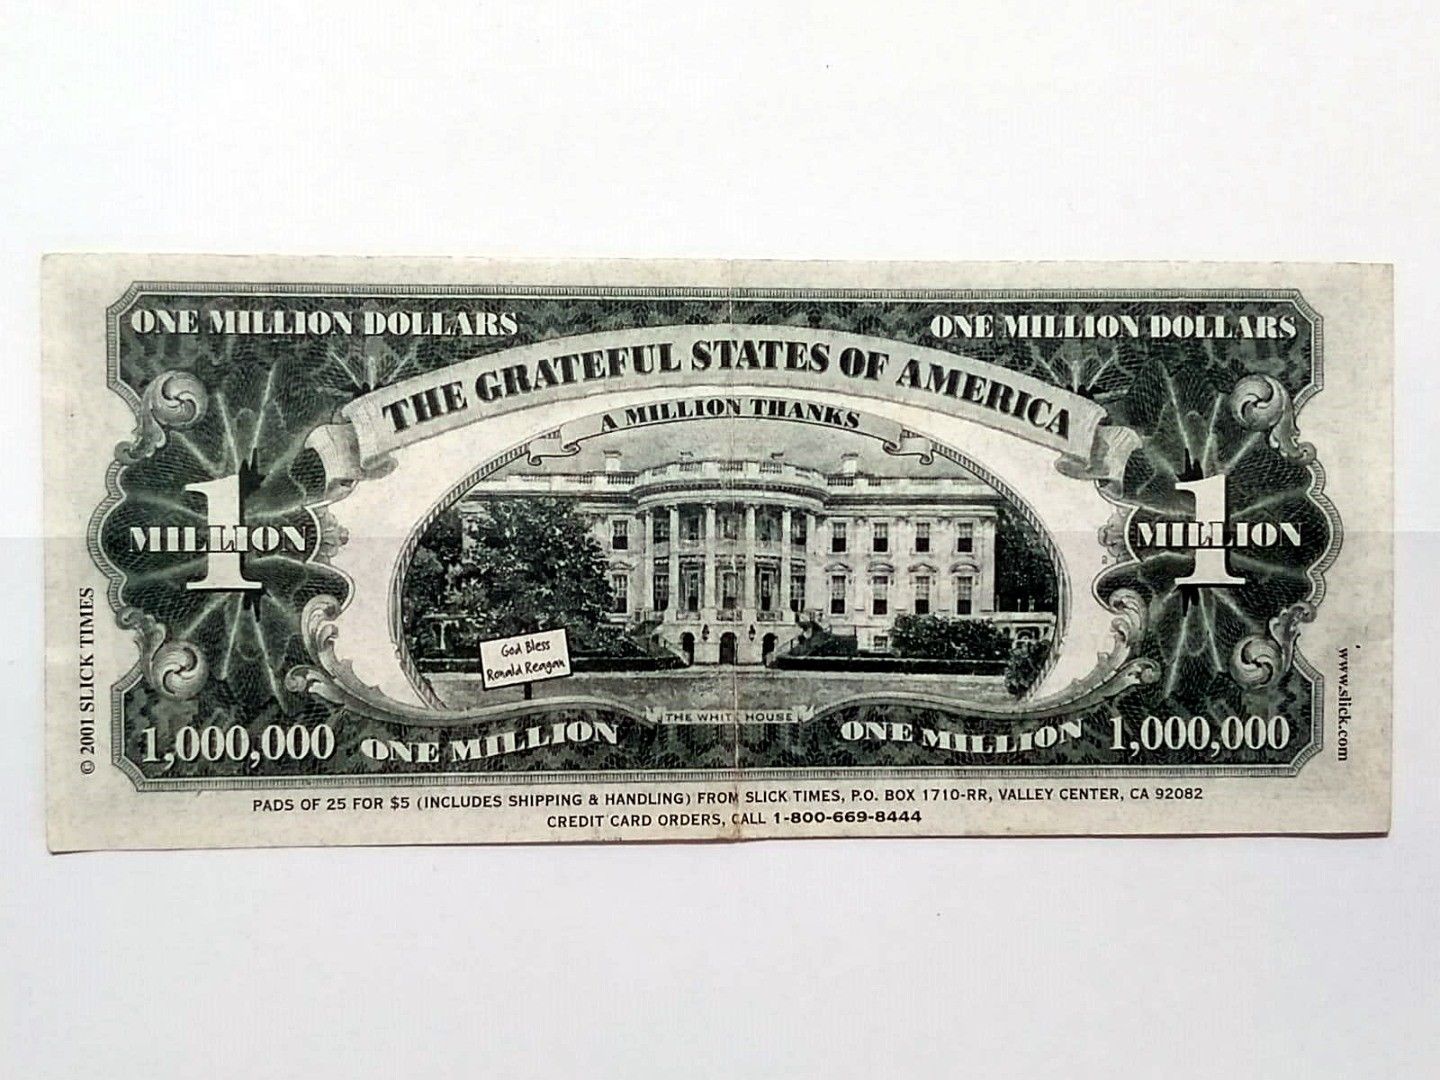 ONE MILLION DOLLARS
ONE MILLION DOLLARS
THE GRATEFUL STATES OF AMERICA
A MILLION THANKS
1
MILLION
1
MILLION
God Bless
Ronald Reagan
THE WHITE HOUSE
1,000,000
ONE MILLION
ONE MILLION
1,000,000
© 2001 SLICK TIMES
www.slick.com
PADS OF 25 FOR $5 (INCLUDES SHIPPING & HANDLING) FROM SLICK TIMES, P.O. BOX 1710-RR, VALLEY CENTER, CA 92082
CREDIT CARD ORDERS, CALL 1-800-669-8444